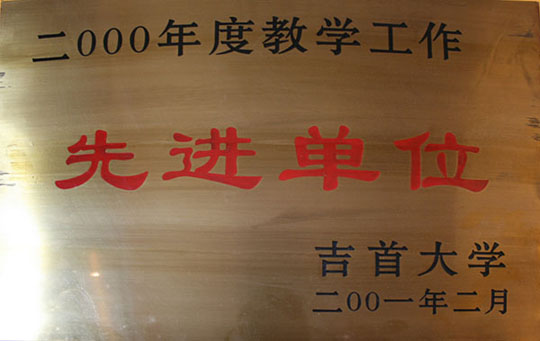 二000年度教学工作
先进单位
吉首大学
二00一年二月